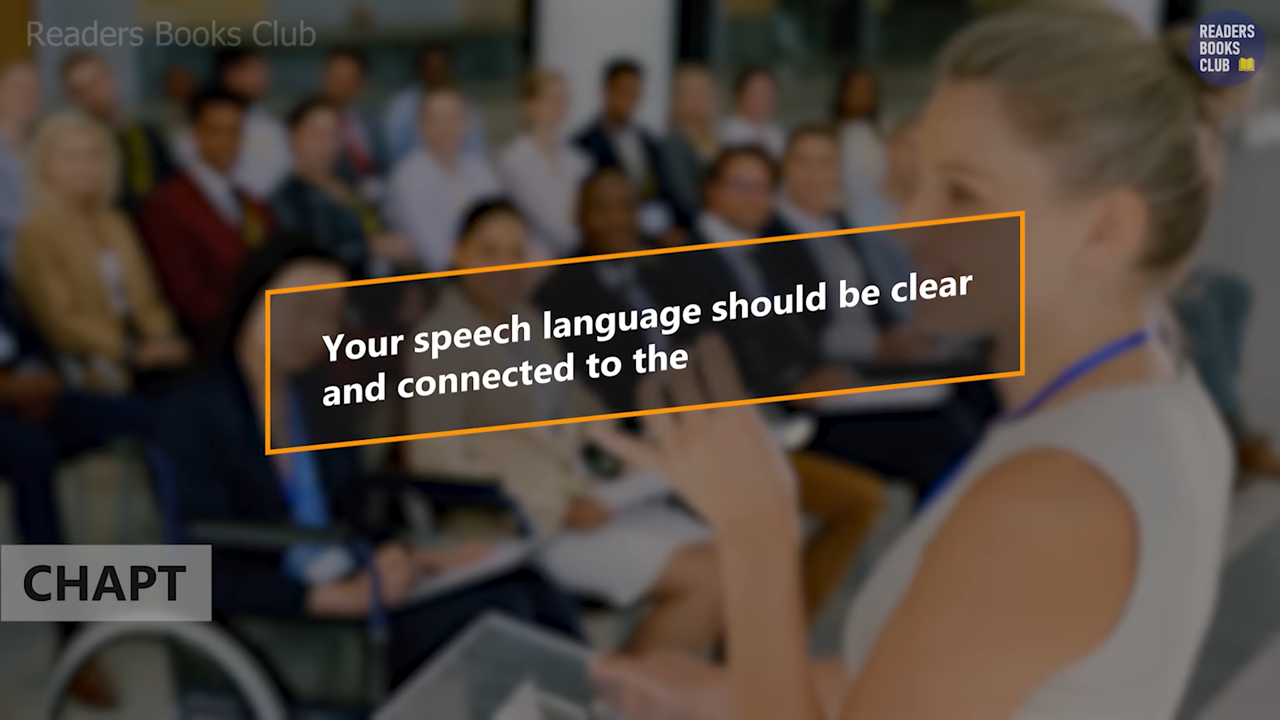 Readers Books Club
READERS
BOOKS
CLUB
Your speech language should be clear
and connected to the
CHAPT